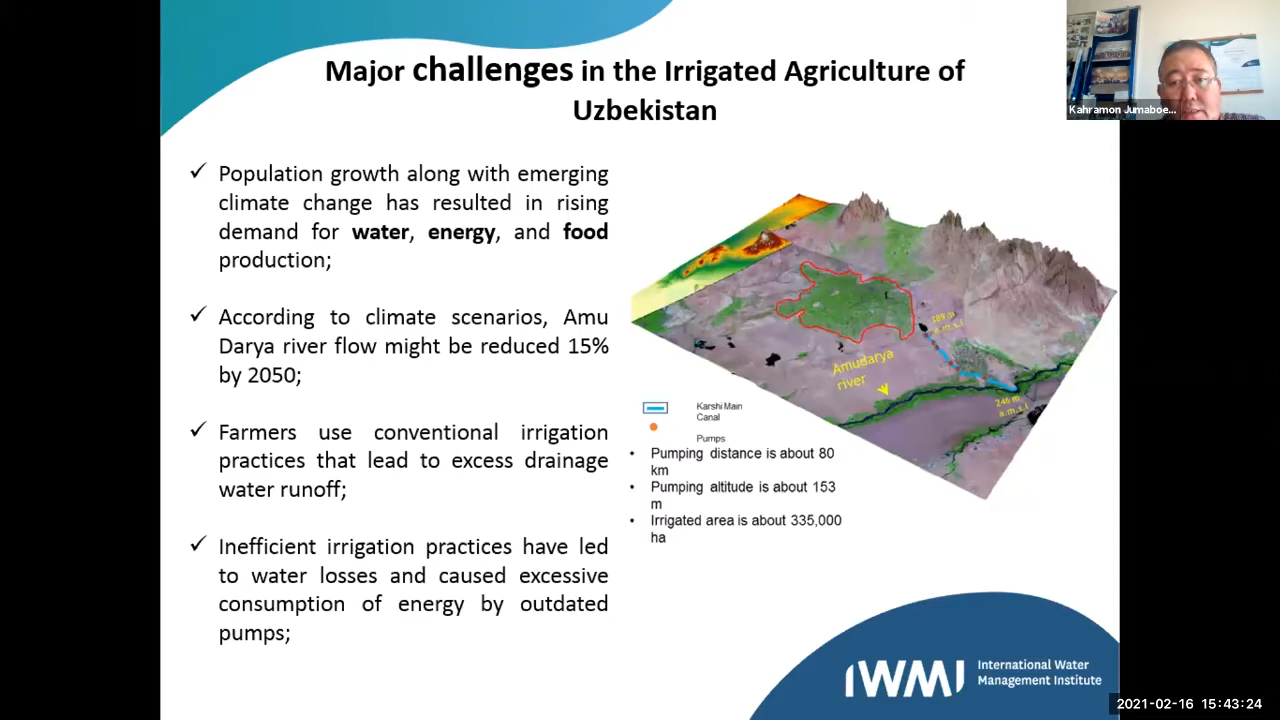 Major challenges in the Irrigated Agriculture of
Uzbekistan
Kahramon Jumaboe...
✓ Population growth along with emerging
climate change has resulted in rising
demand for water, energy, and food
production;
✓ According to climate scenarios, Amu
Darya river flow might be reduced 15%
by 2050;
✓ Farmers use conventional irrigation
practices that lead to excess drainage
water runoff;
✓ Inefficient irrigation practices have led
to water losses and caused excessive
consumption of energy by outdated
pumps;
a.m.s.l
Amudarya
river
246 m
a.m.s.l
Karshi Main
Canal
Pumps
• Pumping distance is about 80
km
• Pumping altitude is about 153
m
• Irrigated area is about 335,000
ha
IWMI
International Water
Management Institute
2021-02-16 15:43:24